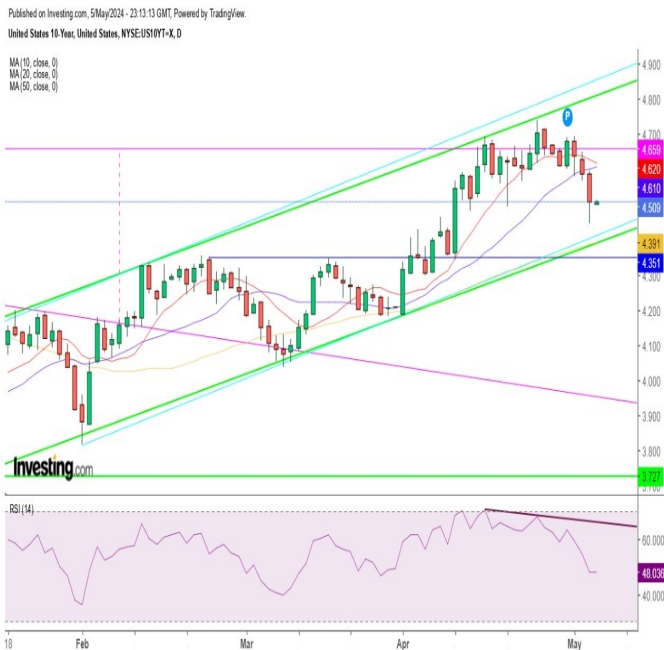 Published on Investing.com, 5/May/2024 - 23:13:13 GMT, Powered by TradingView.
United States 10-Year, United States, NYSE:US10YT=X, D
MA (10, close, 0)
MA (20, close, 0)
MA (50, close, 0)
P
4.900
4.800
4.700
4.659
4.620
4.610
4.509
4.391
4.351
4.300
4.200
4.100
4.000
3.900
3.800
3.727
3.700
Investing.com
RSI (14)
60.000
48.036
40.000
18 Feb Mar Apr May